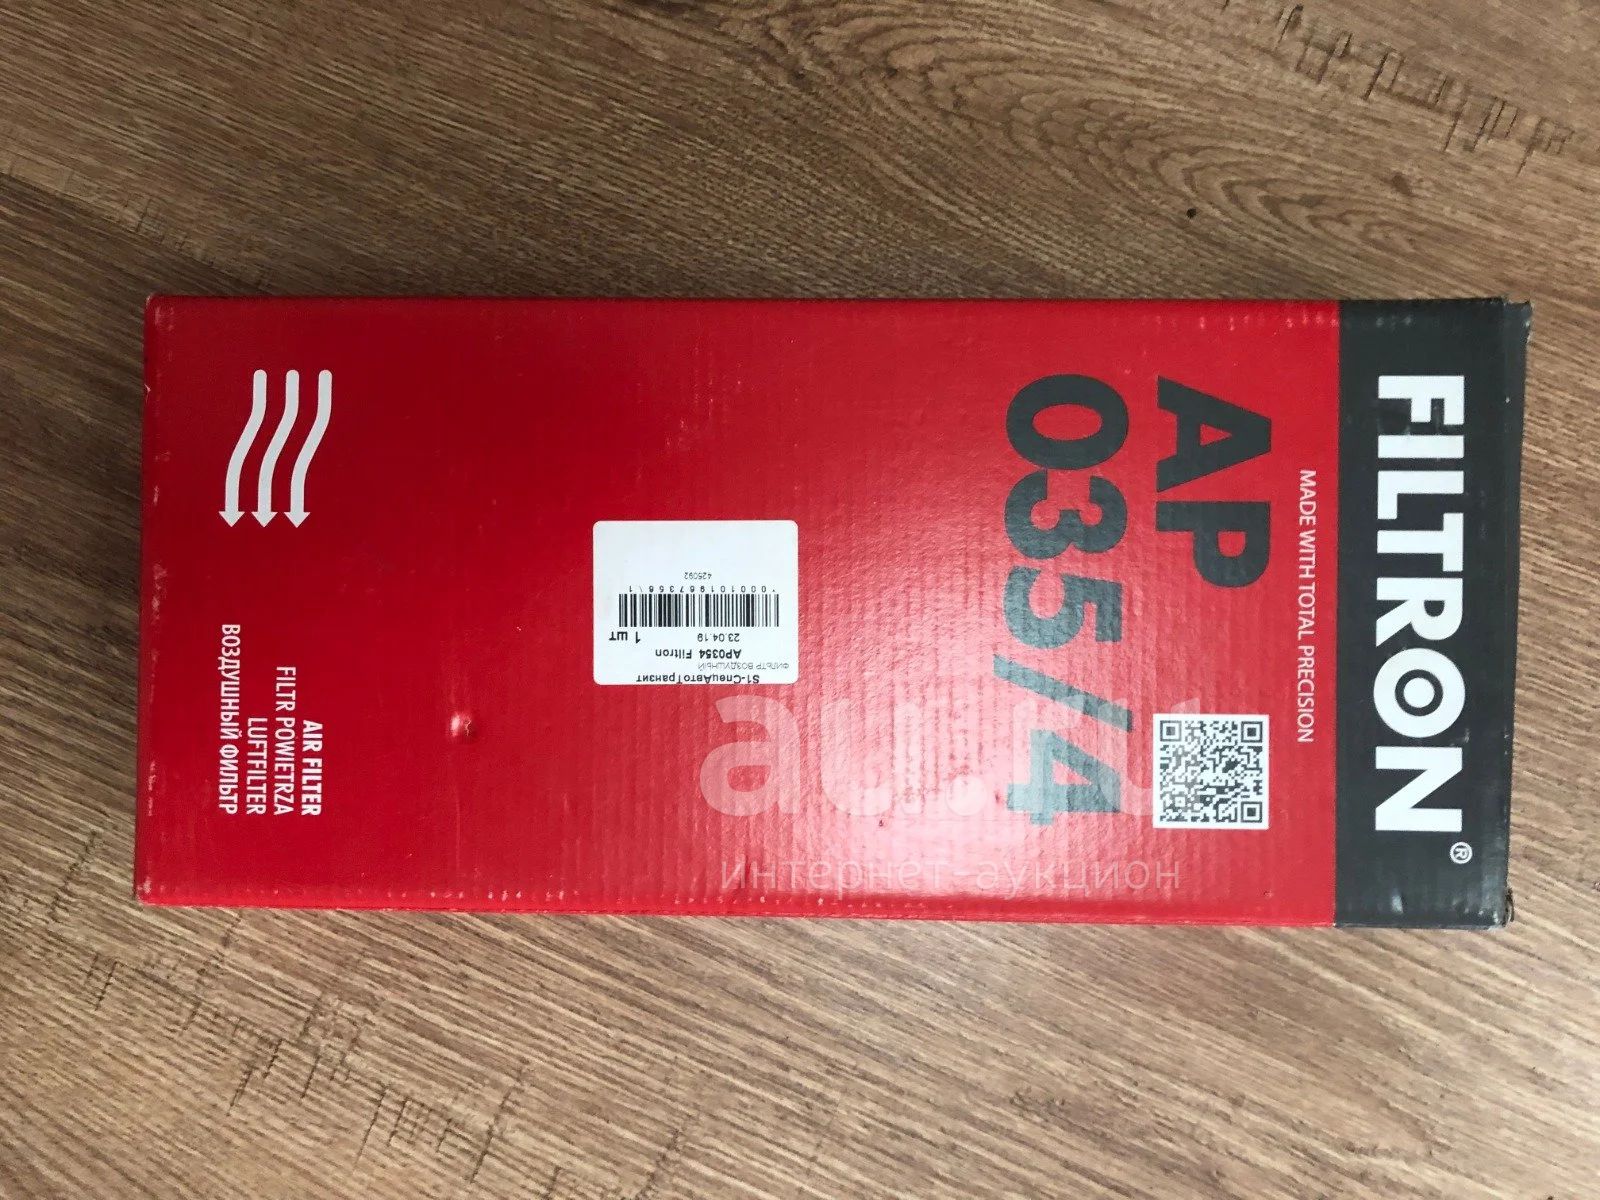 FILTRON®
MADE WITH TOTAL PRECISION
AP
035/4
S1-СпецАвтоТранзит
ФИЛЬТР ВОЗДУШНЫЙ
AP0354 Filtron
23.04.19 1 шт
425092
AIR FILTER
FILTR POWIETRZA
LUFTFILTER
ВОЗДУШНЫЙ ФИЛЬТР
au.ru
интернет-аукцион